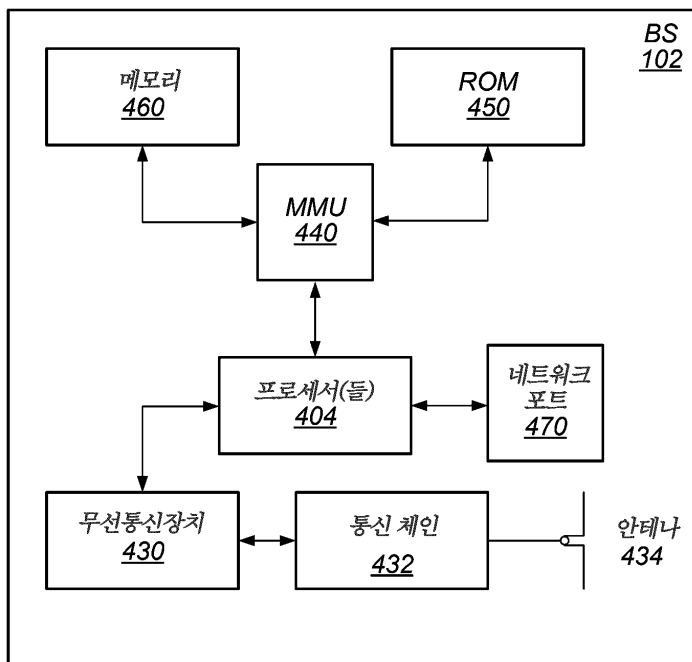 BS
102
메모리
460
ROM
450
MMU
440
프로세서(들)
404
네트워크
포트
470
무선통신장치
430
통신 체인
432
안테나
434